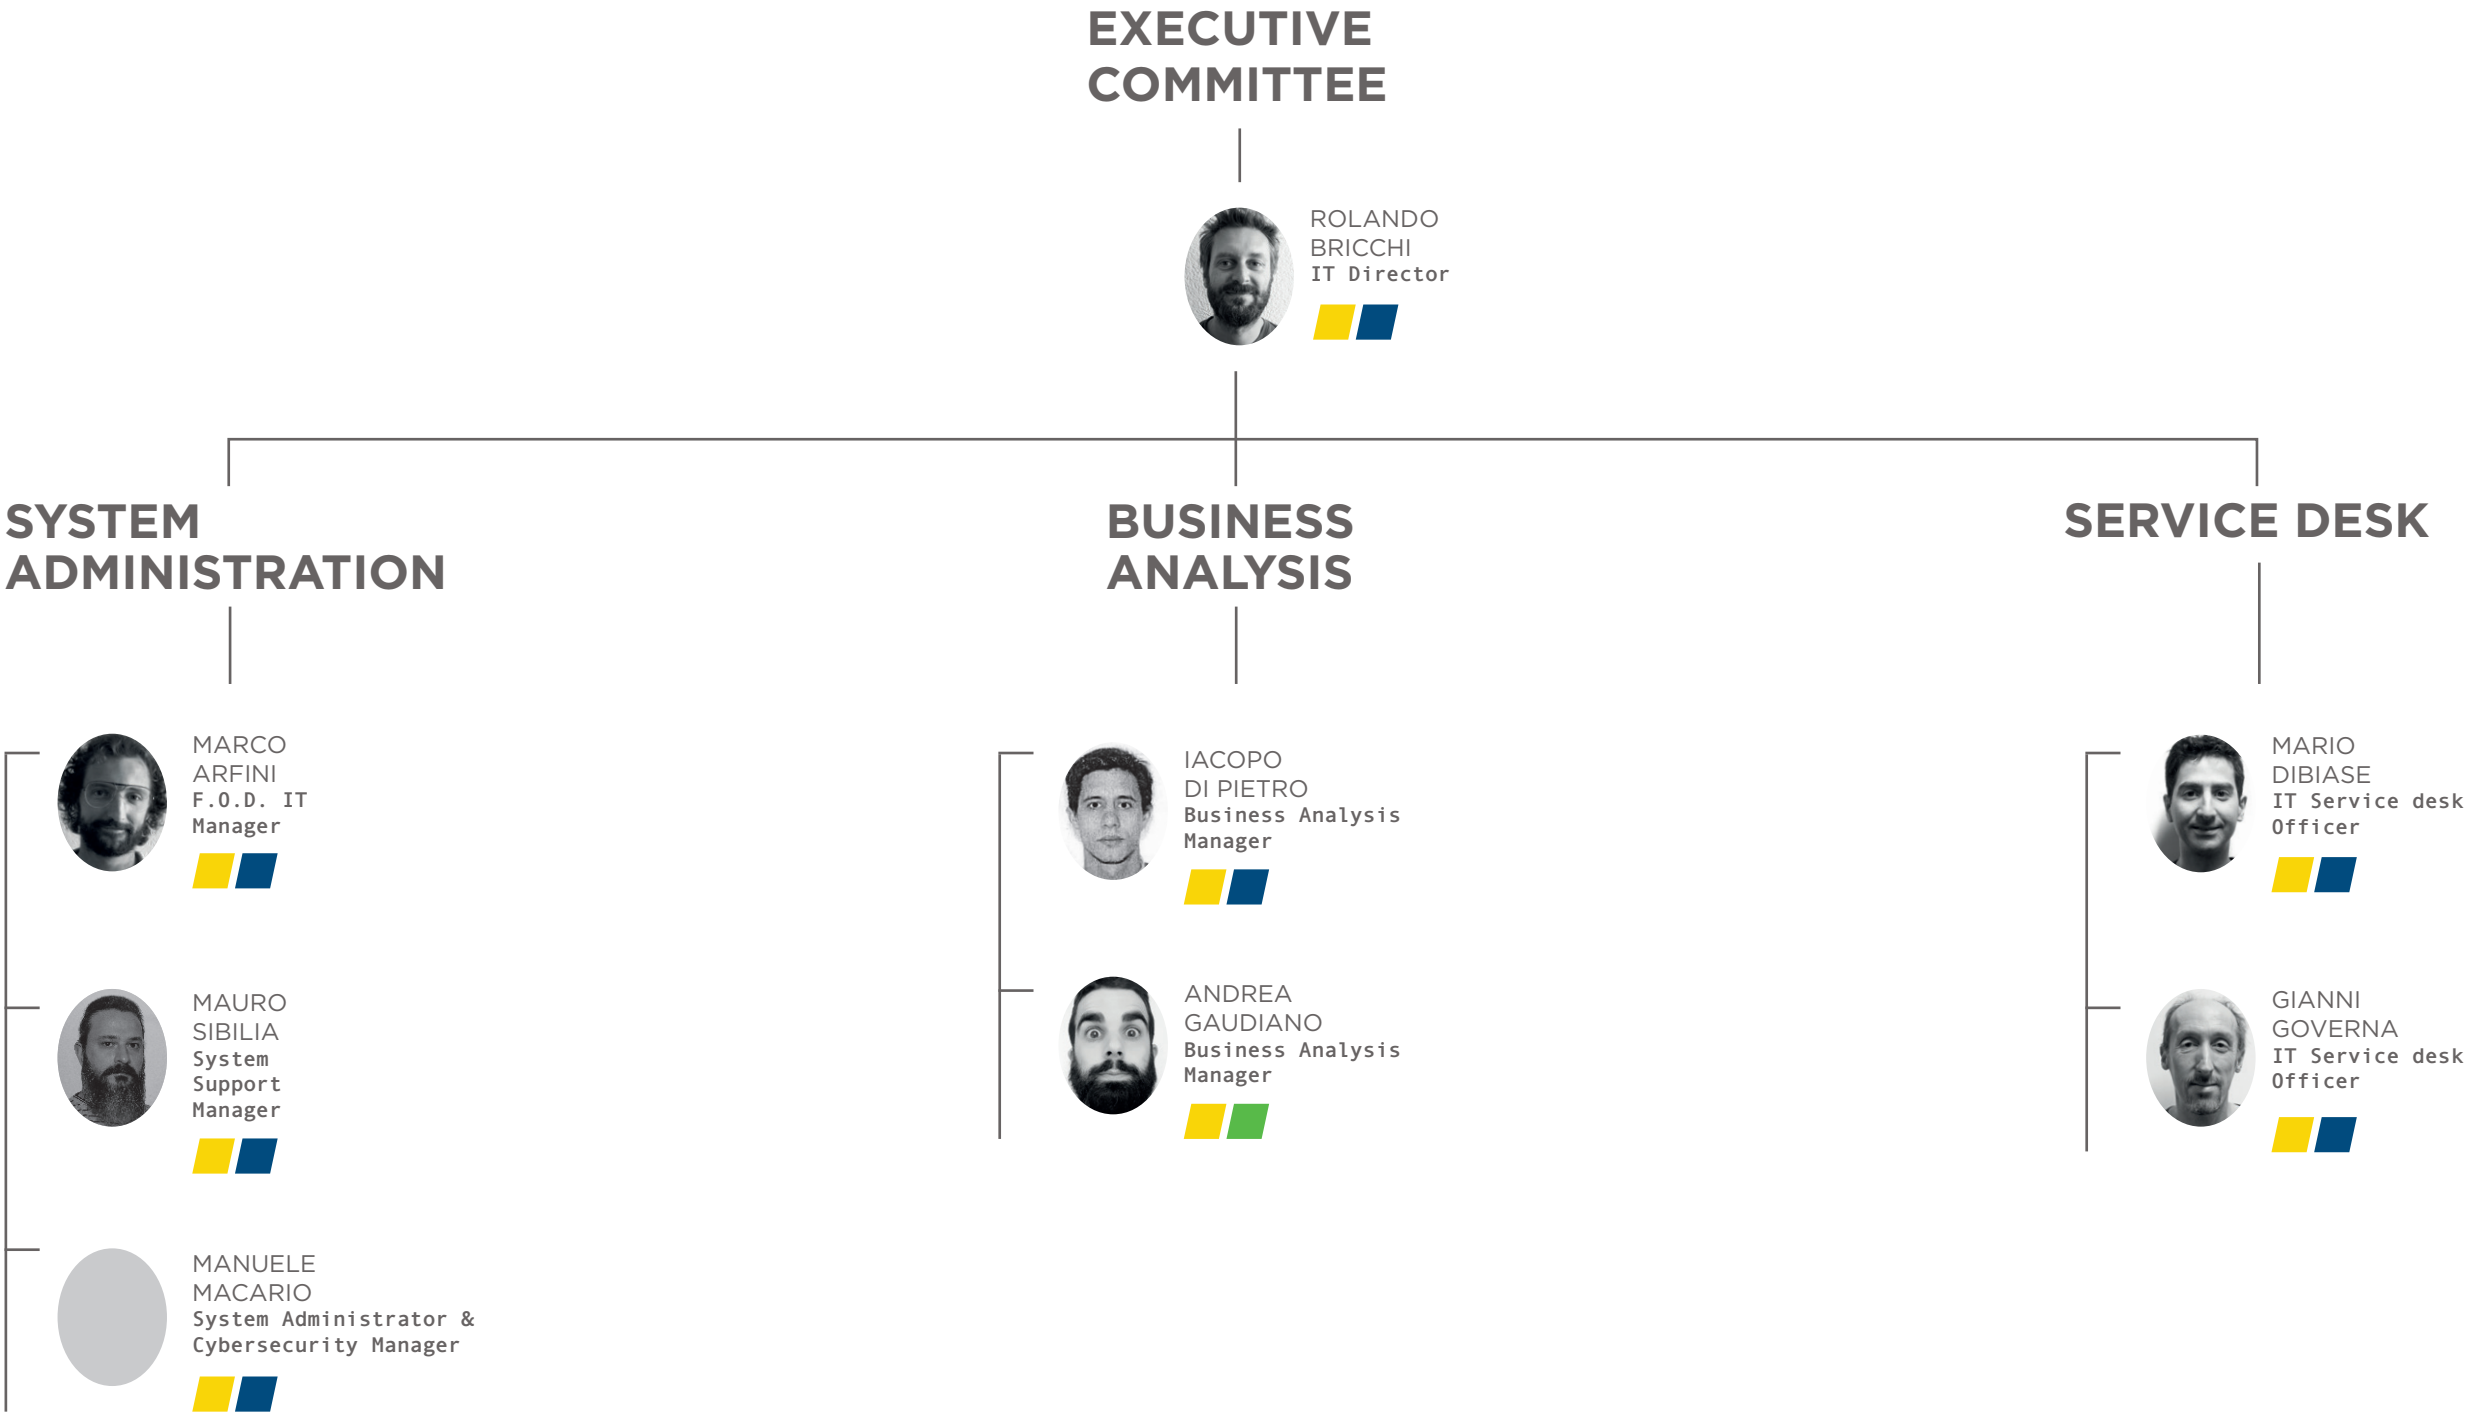 EXECUTIVE
COMMITTEE
ROLANDO
BRICCHI
IT Director
SYSTEM
ADMINISTRATION
MARCO
ARFINI
F.O.D. IT
Manager
MAURO
SIBILIA
System
Support
Manager
MANUELE
MACARIO
System Administrator &
Cybersecurity Manager
BUSINESS
ANALYSIS
IACOPO
DI PIETRO
Business Analysis
Manager
ANDREA
GAUDIANO
Business Analysis
Manager
SERVICE DESK
MARIO
DIBIASE
IT Service desk
Officer
GIANNI
GOVERNA
IT Service desk
Officer